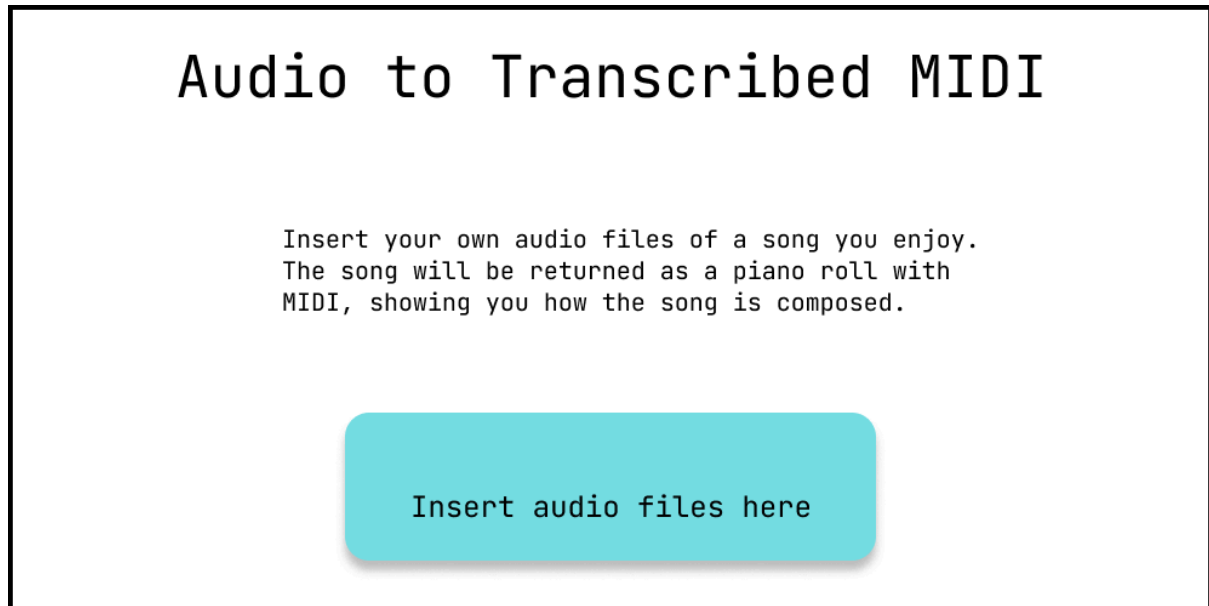 Audio to Transcribed MIDI
Insert your own audio files of a song you enjoy.
The song will be returned as a piano roll with
MIDI, showing you how the song is composed.
Insert audio files here